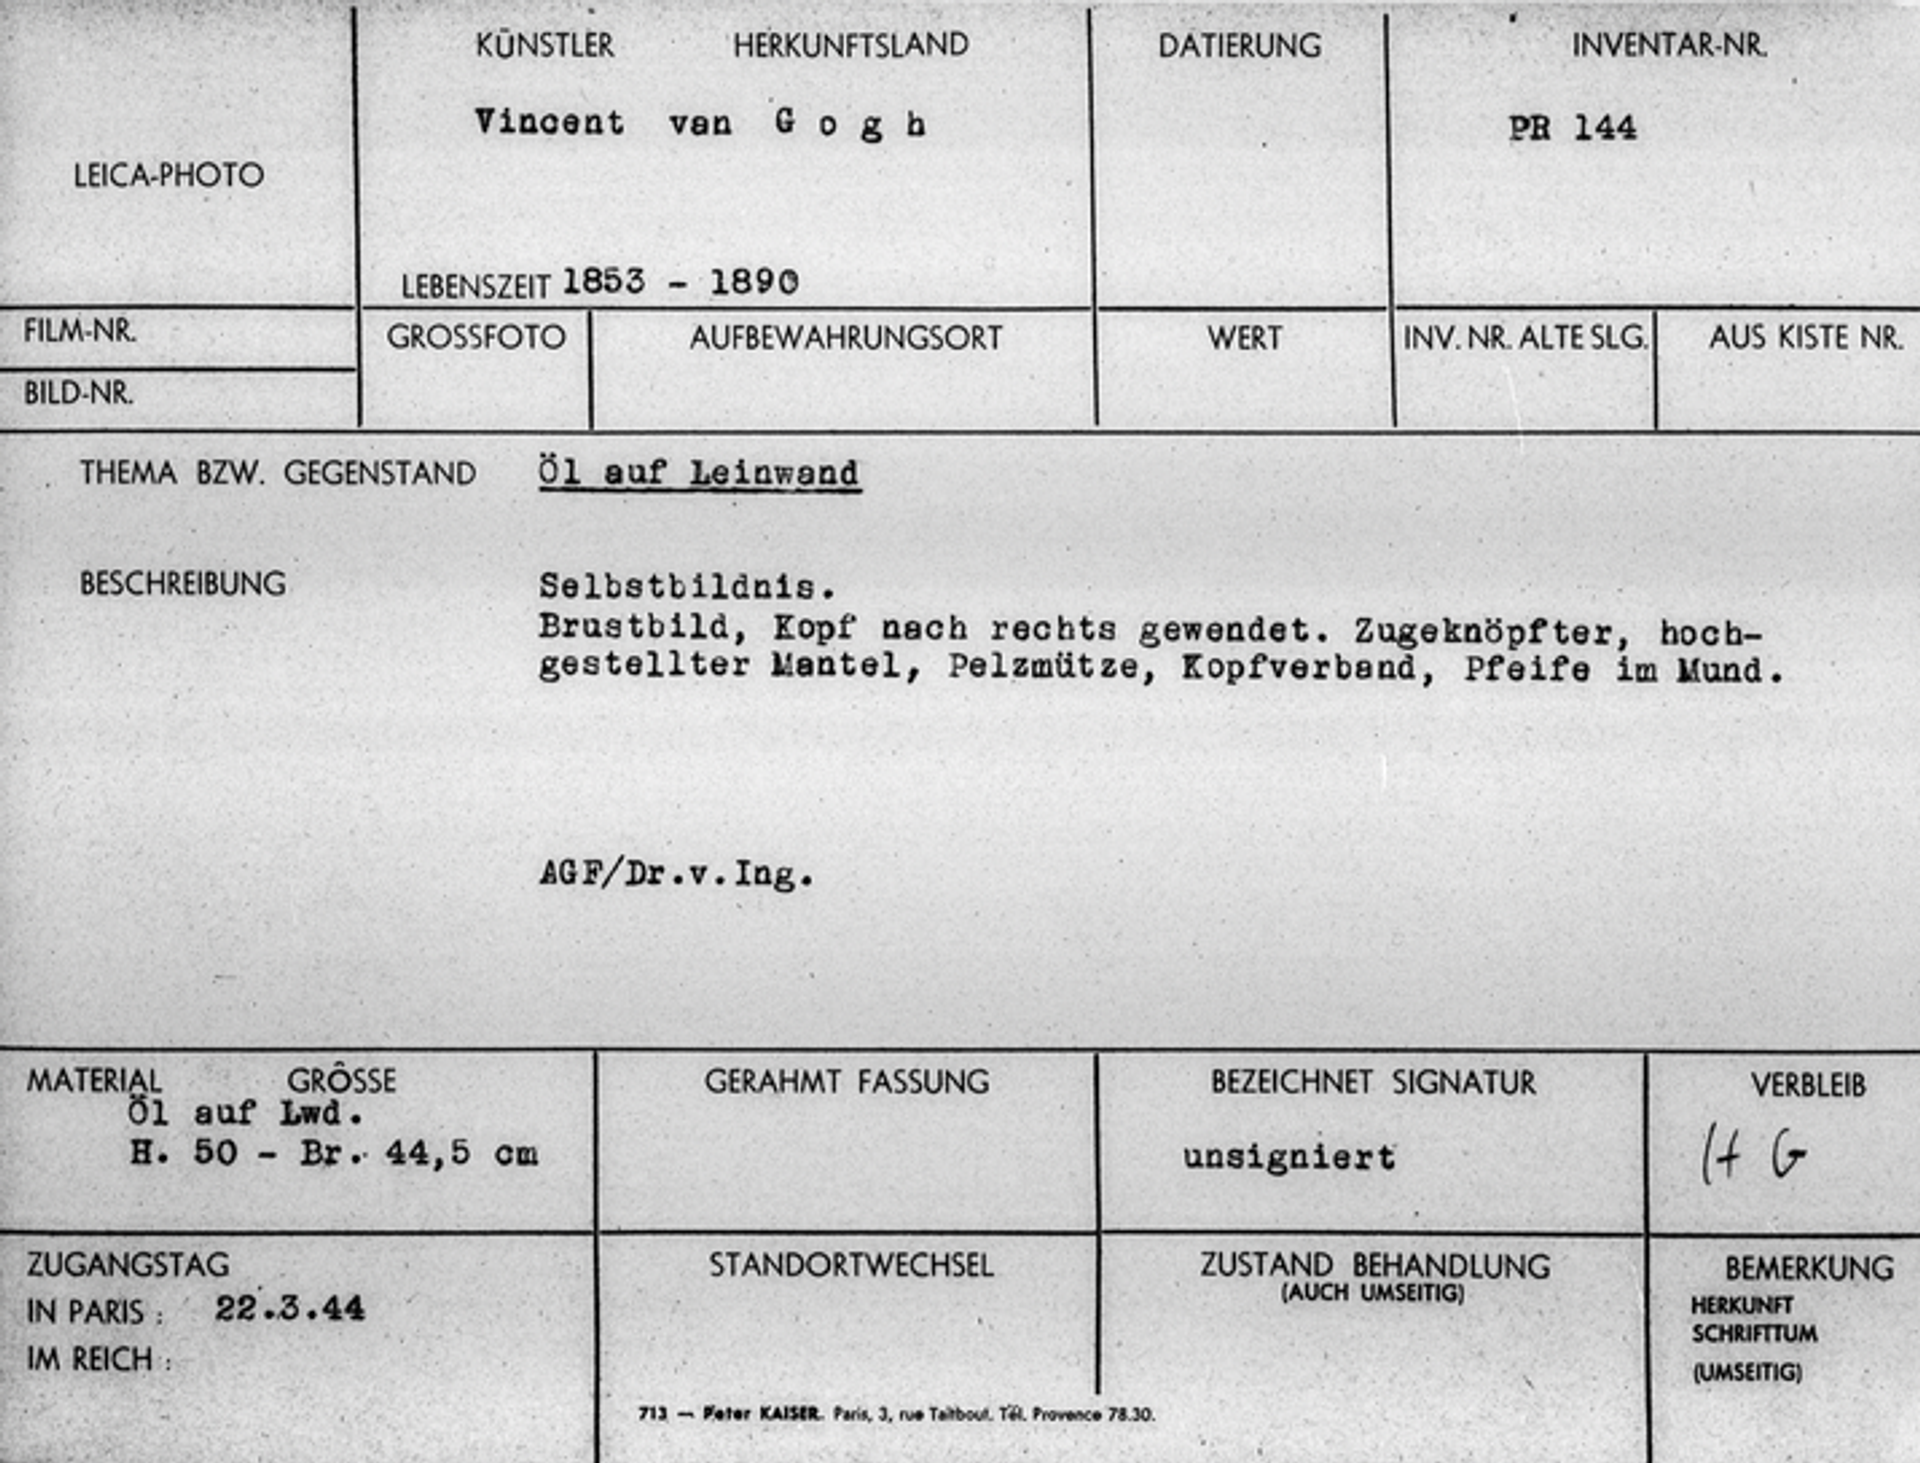 KÜNSTLER HERKUNFTSLAND DATIERUNG INVENTAR-NR.
Vincent van G o g h PR 144
LEICA-PHOTO
LEBENSZEIT 1853 - 1890
FILM-NR. GROSSFOTO AUFBEWAHRUNGSORT WERT INV. NR. ALTE SLG. AUS KISTE NR.
BILD-NR.
THEMA BZW. GEGENSTAND Öl auf Leinwand
BESCHREIBUNG Selbstbildnis.
Brustbild, Kopf nach rechts gewendet. Zugeknöpfter, hoch-
gestellter Mantel, Pelzmütze, Kopfverband, Pfeife im Mund.
AGF/Dr.v.Ing.
MATERIAL GRÖSSE GERAHMT FASSUNG BEZEICHNET SIGNATUR VERBLEIB
Öl auf Lwd.
H. 50 - Br. 44,5 cm unsigniert H G
ZUGANGSTAG STANDORTWECHSEL ZUSTAND BEHANDLUNG BEMERKUNG
(AUCH UMSEITIG)
IN PARIS : 22.3.44 HERKUNFT
SCHRIFTTUM
IM REICH : (UMSEITIG)
713 — Peter KAISER. Paris, 3, rue Taitbout. Tél. Provence 78.30.